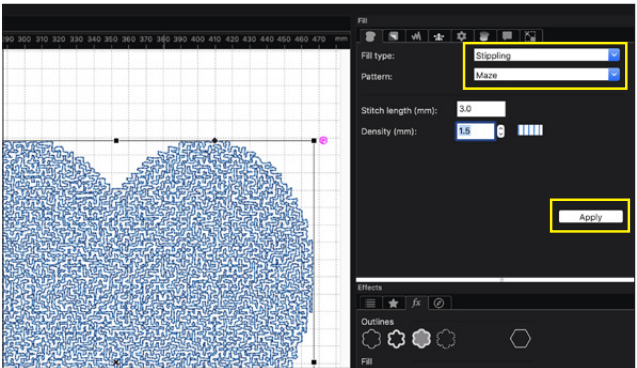 Fill
290 300 310 320 330 340 350 360 370 380 390 400 410 420 430 440 450 460 470 mm
Fill type: Stippling
Pattern: Maze
Stitch length (mm): 3.0
Density (mm): 1.5
Apply
Effects
fx
Outlines
Fill